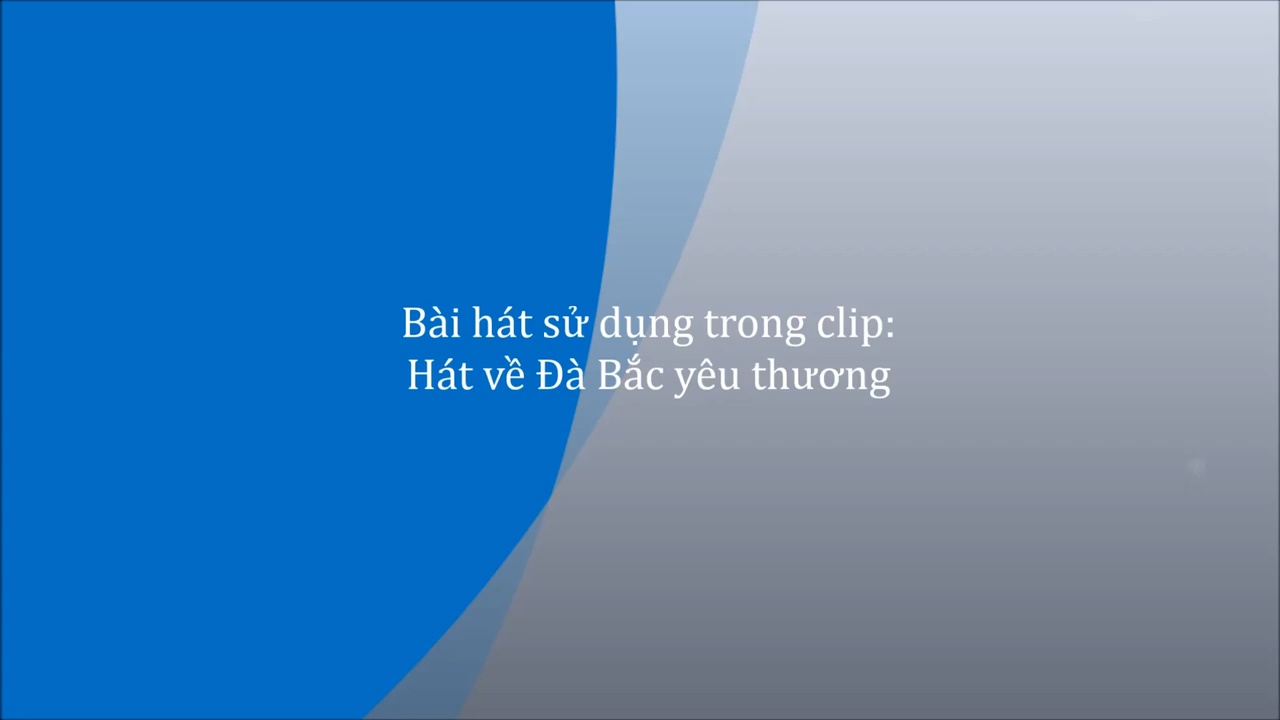 Bài hát sử dụng trong clip:
Hát về Đà Bắc yêu thương